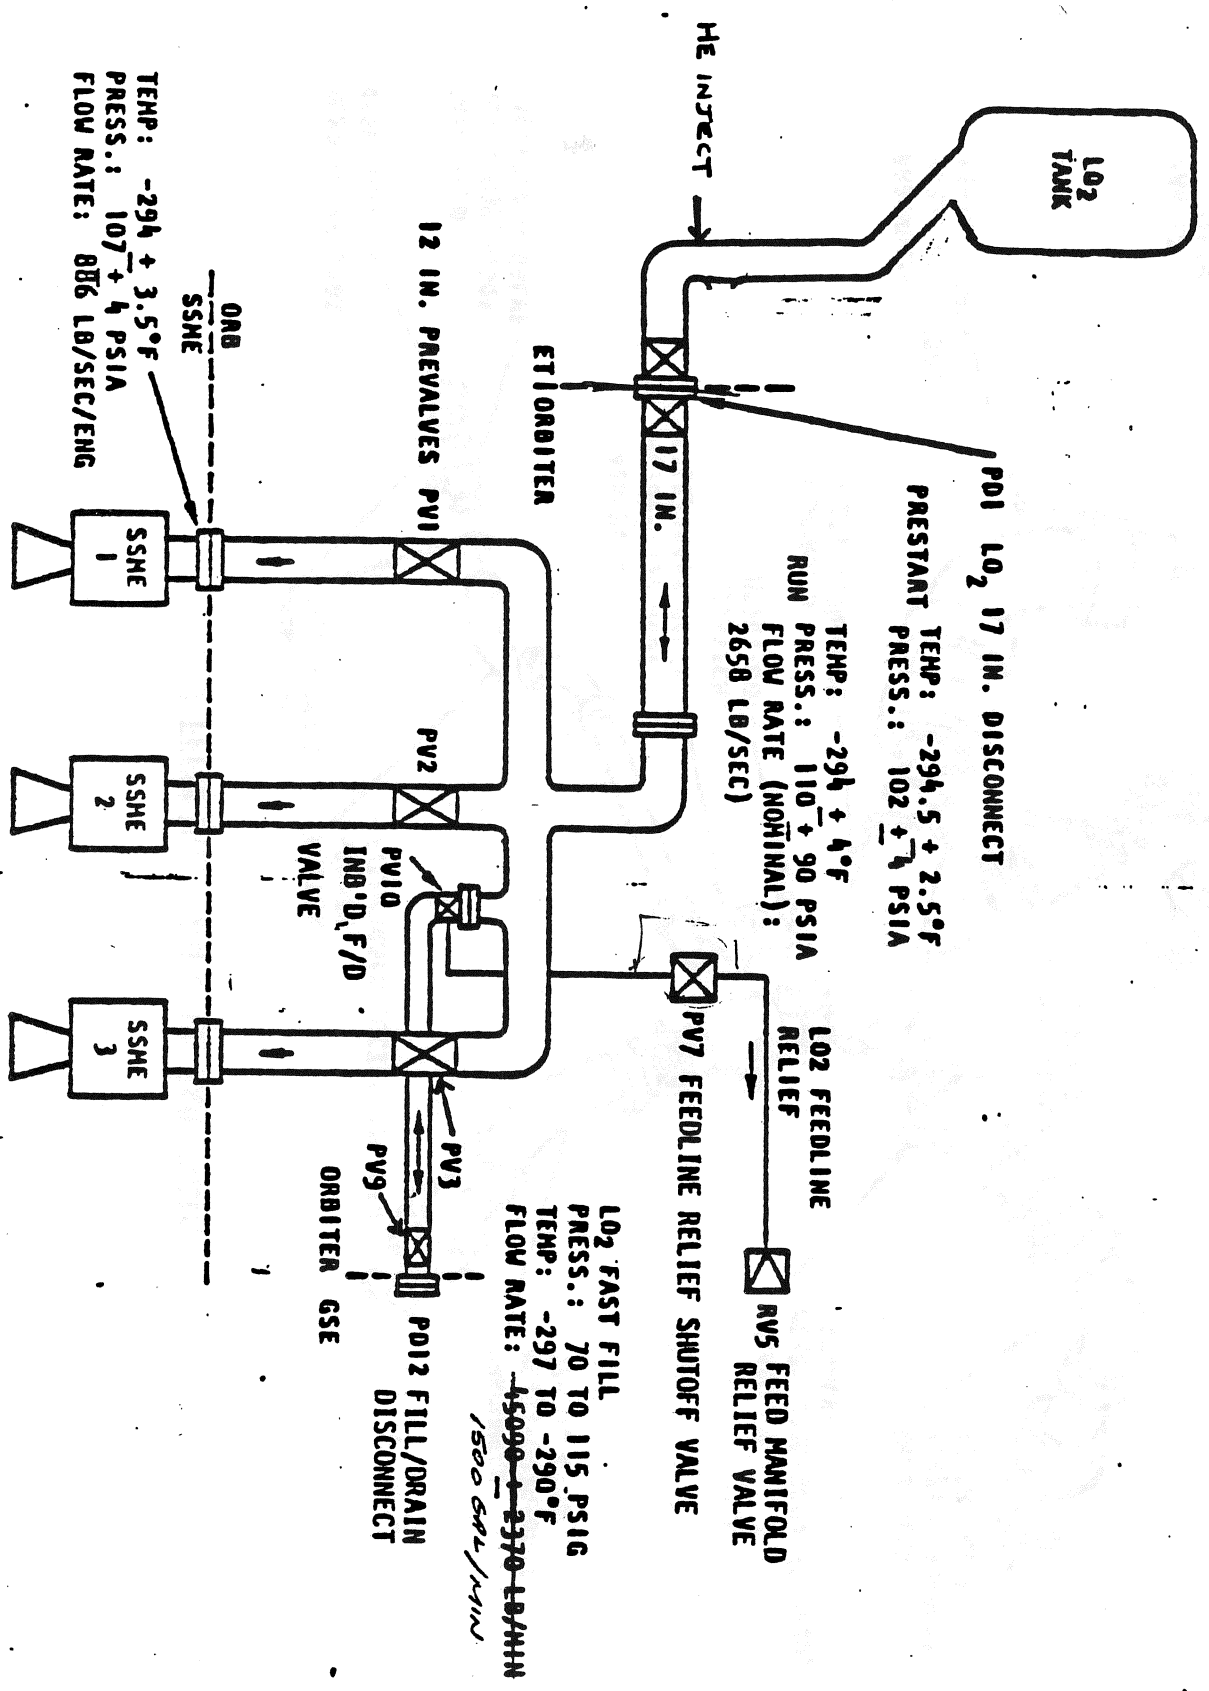 LO2
TANK
HE INJECT
PD1 LO2 17 IN. DISCONNECT
PRESTART TEMP: -294.5 ± 2.5°F
PRESS.: 102 ± 4 PSIA
RUN
TEMP: -294 ± 4°F
PRESS.: 110 ± 90 PSIA
FLOW RATE (NOMINAL):
2658 LB/SEC)
17 IN.
ET | ORBITER
LO2 FEEDLINE
RELIEF
RV5 FEED MANIFOLD
RELIEF VALVE
PV7 FEEDLINE RELIEF SHUTOFF VALVE
12 IN. PREVALVES PV1
PV2
PV10
INB'D, F/D
VALVE
PV3
PV9
LO2 FAST FILL
PRESS.: 70 TO 115 PSIG
TEMP: -297 TO -290°F
FLOW RATE: 45090 ± 2370 LB/MIN
1500 GAL/MIN
PD12 FILL/DRAIN
DISCONNECT
ORBITER GSE
ORB
SSME
TEMP: -294 ± 3.5°F
PRESS.: 107 ± 4 PSIA
FLOW RATE: 886 LB/SEC/ENG
SSME
1
SSME
2
SSME
3